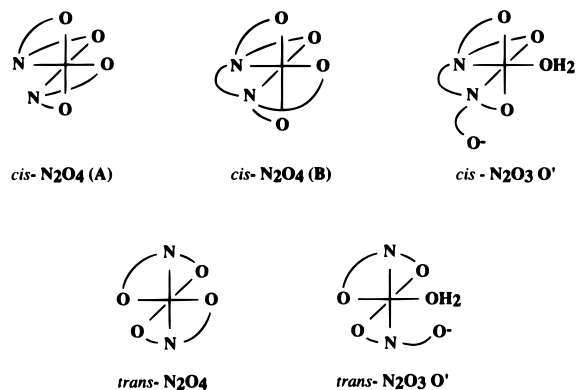 O
O
N
O
N
O
cis- N2O4 (A)
O
O
N
O
N
O
cis- N2O4 (B)
O
O
N
OH2
N
O
O-
cis - N2O3 O'
N
O
O
O
O
N
trans- N2O4
N
O
O
OH2
O
O-
N
trans- N2O3 O'